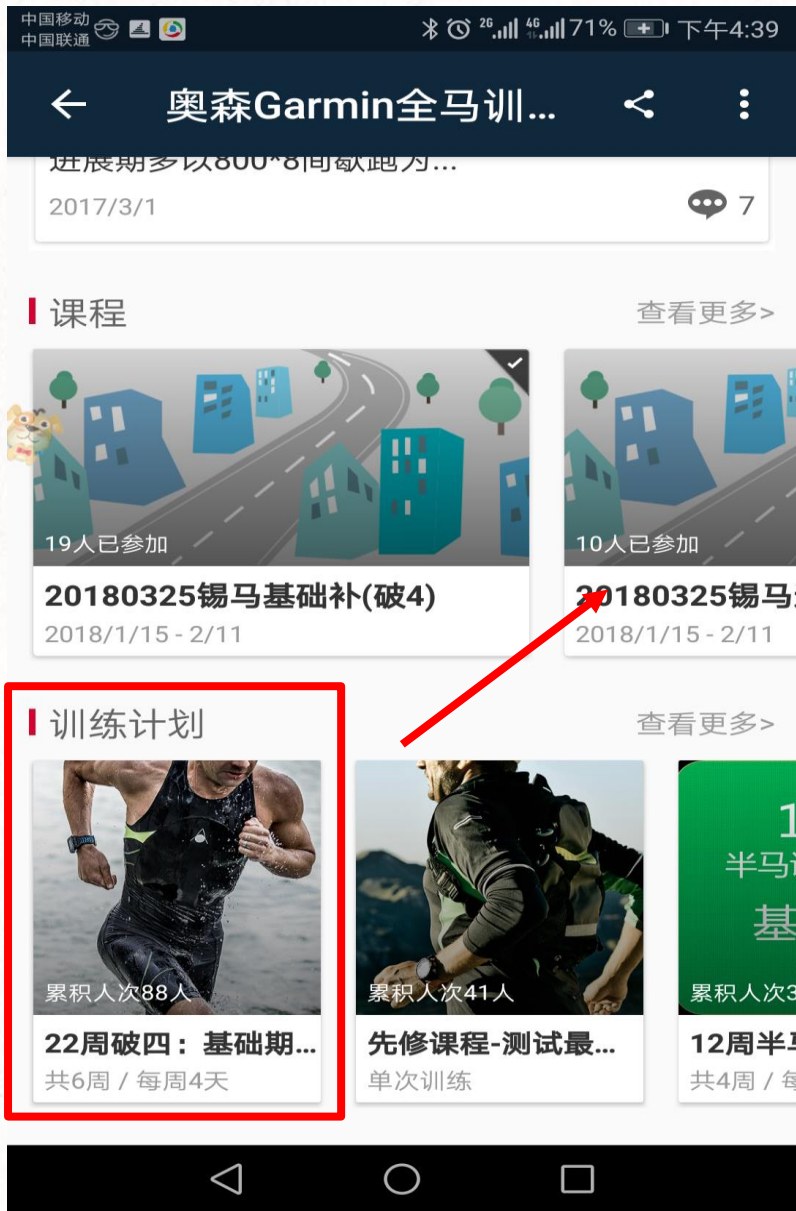 中国移动
中国联通
2G 4G 71% 下午4:39
奥森Garmin全马训...
进展期多以800*8间歇跑为...
2017/3/1
7
课程
查看更多>
19人已参加
10人已参加
20180325锡马基础补(破4)
20180325锡马
2018/1/15 - 2/11
2018/1/15 - 2/11
训练计划
查看更多>
1
半马
基
累积人次88人
累积人次41人
累积人次3
22周破四：基础期...
先修课程-测试最...
12周半马
共6周 / 每周4天
单次训练
共4周 / 每